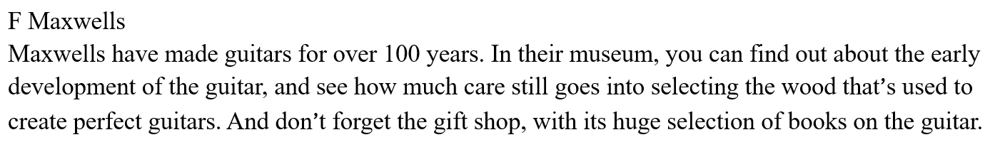 F Maxwells
Maxwells have made guitars for over 100 years. In their museum, you can find out about the early
development of the guitar, and see how much care still goes into selecting the wood that’s used to
create perfect guitars. And don’t forget the gift shop, with its huge selection of books on the guitar.